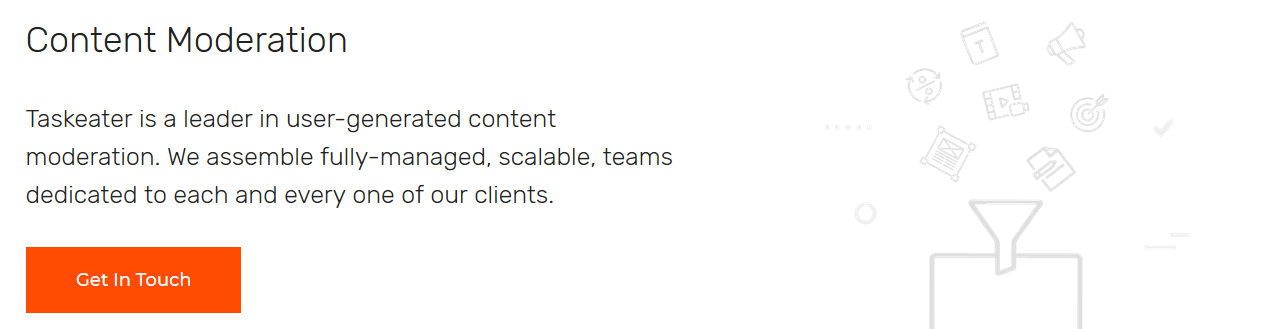 Content Moderation
Taskeater is a leader in user-generated content
moderation. We assemble fully-managed, scalable, teams
dedicated to each and every one of our clients.
Get In Touch
T